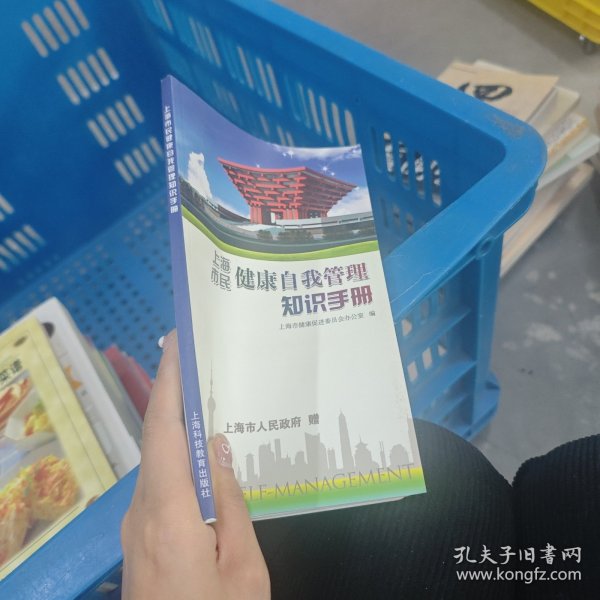 上海市民健康自我管理知识手册
上海科技教育出版社
上海
市民
健康自我管理
知识手册
上海市健康促进委员会办公室 编
上海市人民政府 赠
ELF-MANAGEMENT
菜谱
孔夫子旧书网
www.kongfz.com